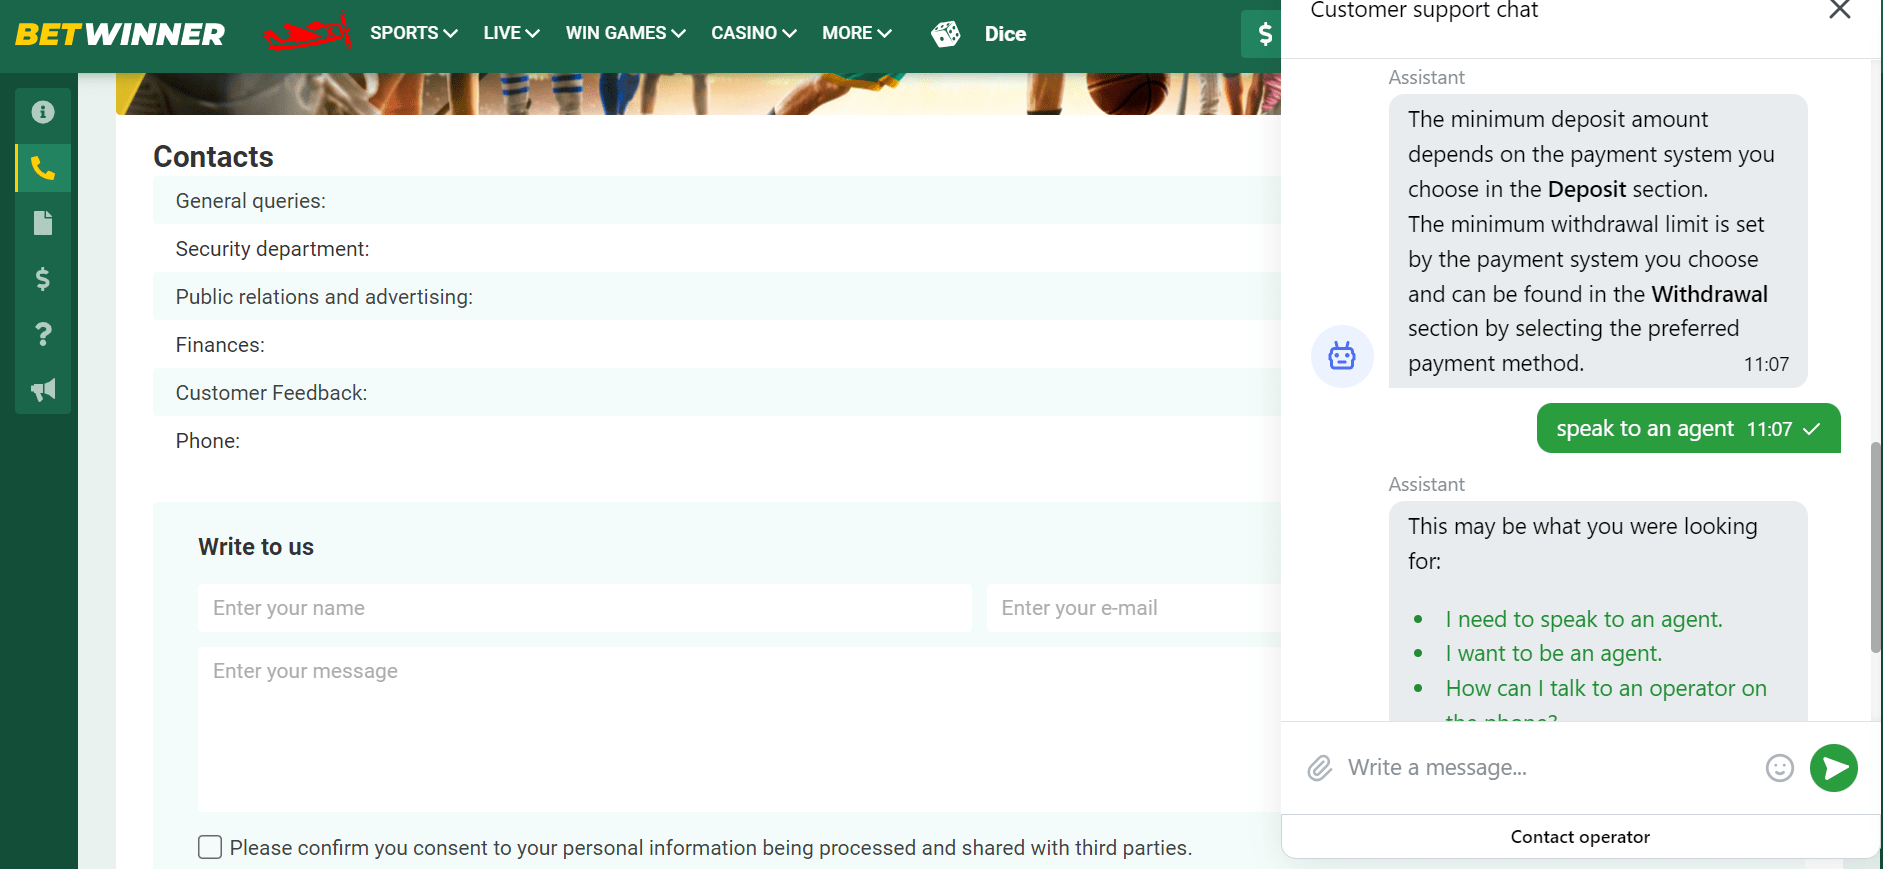 BETWINNER
SPORTS LIVE WIN GAMES CASINO MORE Dice $
Contacts
General queries:
Security department:
Public relations and advertising:
Finances:
Customer Feedback:
Phone:
Write to us
Enter your name
Enter your e-mail
Enter your message
Please confirm you consent to your personal information being processed and shared with third parties.
Customer support chat
Assistant
The minimum deposit amount
depends on the payment system you
choose in the Deposit section.
The minimum withdrawal limit is set
by the payment system you choose
and can be found in the Withdrawal
section by selecting the preferred
payment method. 11:07
speak to an agent 11:07
Assistant
This may be what you were looking
for:
• I need to speak to an agent.
• I want to be an agent.
• How can I talk to an operator on
the phone?
Write a message...
Contact operator